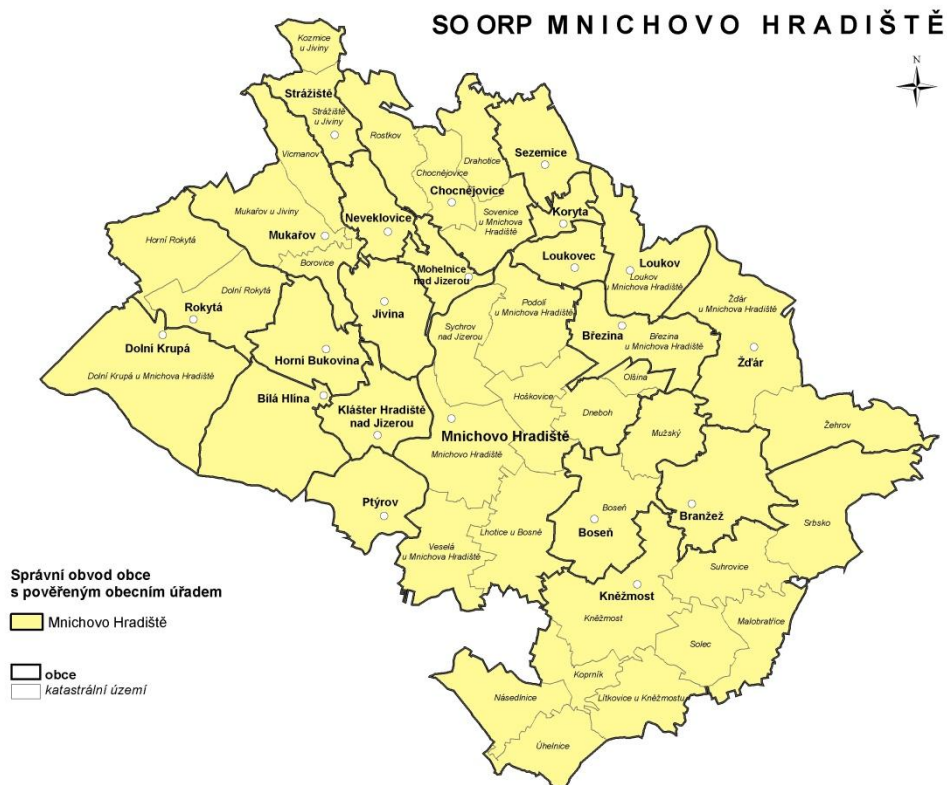 SO ORP MNICHOVO HRADIŠTĚ
N
Kozmice
u Jiviny
Strážiště
Strážiště
u Jiviny
Rostkov
Vicmanov
Chocnějovice
Drahotice
Chocnějovice
Sezemice
Sovenice
u Mnichova
Hradiště
Koryta
Mukařov u Jiviny
Neveklovice
Mukařov
Borovice
Horní Rokytá
Mohelnice
nad Jizerou
Loukovec
Loukov
Loukov
u Mnichova Hradiště
Dolní Rokytá
Rokytá
Jivina
Podolí
u Mnichova Hradiště
Sychrov
nad Jizerou
Březina
Březina
u Mnichova Hradiště
Žďár
u Mnichova Hradiště
Žďár
Dolní Krupá
Dolní Krupá u Mnichova Hradiště
Horní Bukovina
Bílá Hlína
Klášter Hradiště
nad Jizerou
Hoškovice
Olšina
Dneboh
Mužský
Žehrov
Mnichovo Hradiště
Mnichovo Hradiště
Ptýrov
Boseň
Boseň
Branžež
Srbsko
Veselá
u Mnichova Hradiště
Lhotice u Bosně
Suhrovice
Kněžmost
Kněžmost
Malobratřice
Solec
Koprník
Násedlnice
Lítkovice u Kněžmostu
Úhelnice
Správní obvod obce
s pověřeným obecním úřadem
Mnichovo Hradiště
obce
katastrální území